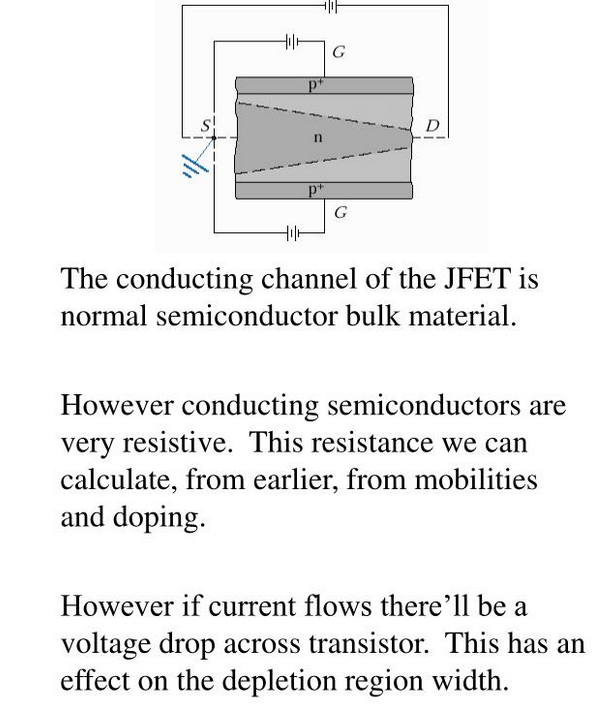 G
p+
S
D
n
p+
G
The conducting channel of the JFET is
normal semiconductor bulk material.
However conducting semiconductors are
very resistive. This resistance we can
calculate, from earlier, from mobilities
and doping.
However if current flows there’ll be a
voltage drop across transistor. This has an
effect on the depletion region width.